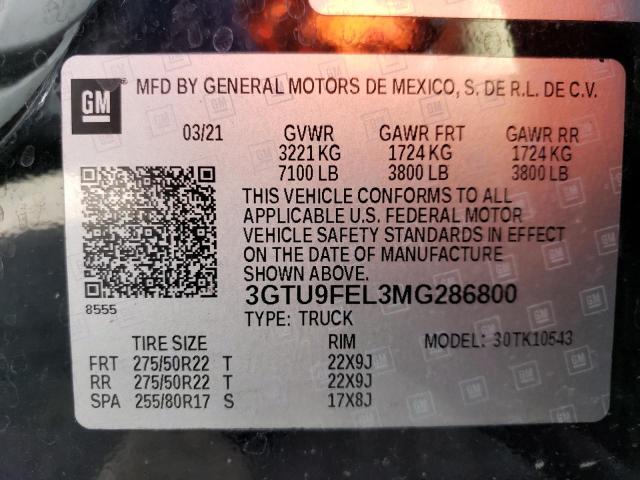 GM MFD BY GENERAL MOTORS DE MEXICO, S. DE R.L. DE C.V.
03/21 GVWR GAWR FRT GAWR RR
3221 KG 1724 KG 1724 KG
7100 LB 3800 LB 3800 LB
THIS VEHICLE CONFORMS TO ALL
APPLICABLE U.S. FEDERAL MOTOR
VEHICLE SAFETY STANDARDS IN EFFECT
ON THE DATE OF MANUFACTURE
SHOWN ABOVE.
8555 3GTU9FEL3MG286800
TYPE: TRUCK
TIRE SIZE RIM MODEL: 30TK10543
FRT 275/50R22 T 22X9J
RR 275/50R22 T 22X9J
SPA 255/80R17 S 17X8J